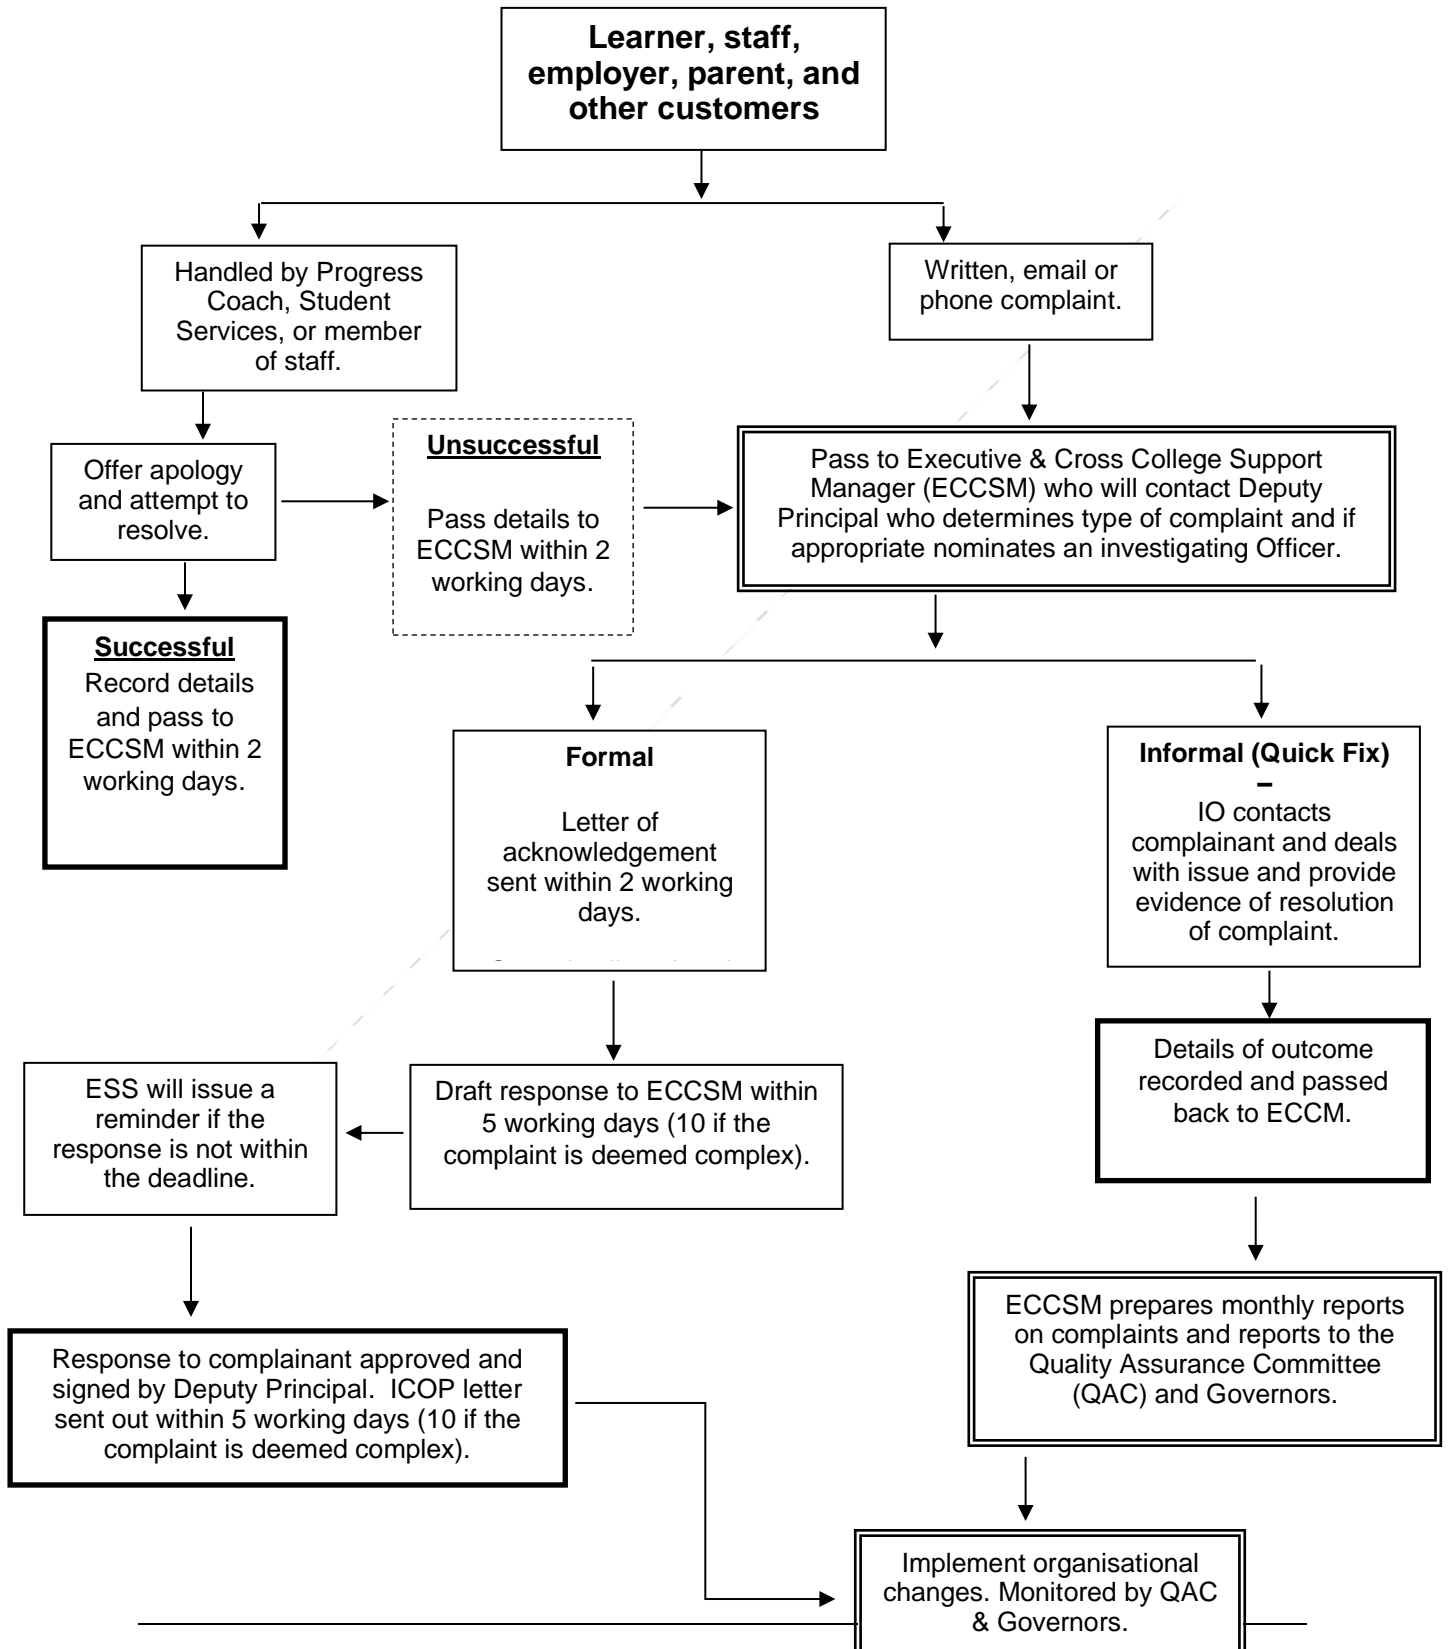 Learner, staff,
employer, parent, and
other customers
Handled by Progress
Coach, Student
Services, or member
of staff.
Written, email or
phone complaint.
Offer apology
and attempt to
resolve.
Unsuccessful
Pass details to
ECCSM within 2
working days.
Pass to Executive & Cross College Support
Manager (ECCSM) who will contact Deputy
Principal who determines type of complaint and if
appropriate nominates an investigating Officer.
Successful
Record details
and pass to
ECCSM within 2
working days.
Formal
Letter of
acknowledgement
sent within 2 working
days.
Informal (Quick Fix)
–
IO contacts
complainant and deals
with issue and provide
evidence of resolution
of complaint.
ESS will issue a
reminder if the
response is not within
the deadline.
Draft response to ECCSM within
5 working days (10 if the
complaint is deemed complex).
Details of outcome
recorded and passed
back to ECCM.
Response to complainant approved and
signed by Deputy Principal.  ICOP letter
sent out within 5 working days (10 if the
complaint is deemed complex).
ECCSM prepares monthly reports
on complaints and reports to the
Quality Assurance Committee
(QAC) and Governors.
Implement organisational
changes. Monitored by QAC
& Governors.